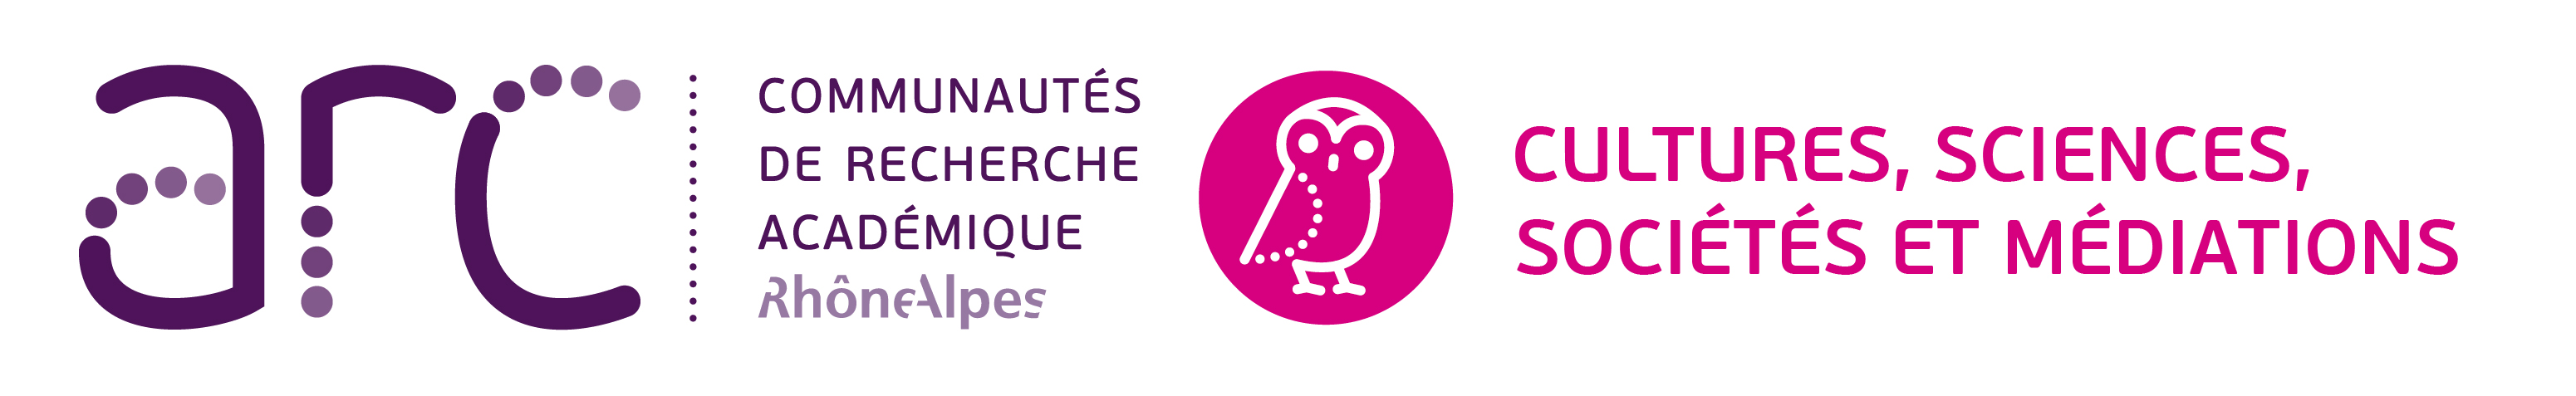 arc
COMMUNAUTÉS
DE RECHERCHE
ACADÉMIQUE
RhôneAlpes
CULTURES, SCIENCES,
SOCIÉTÉS ET MÉDIATIONS